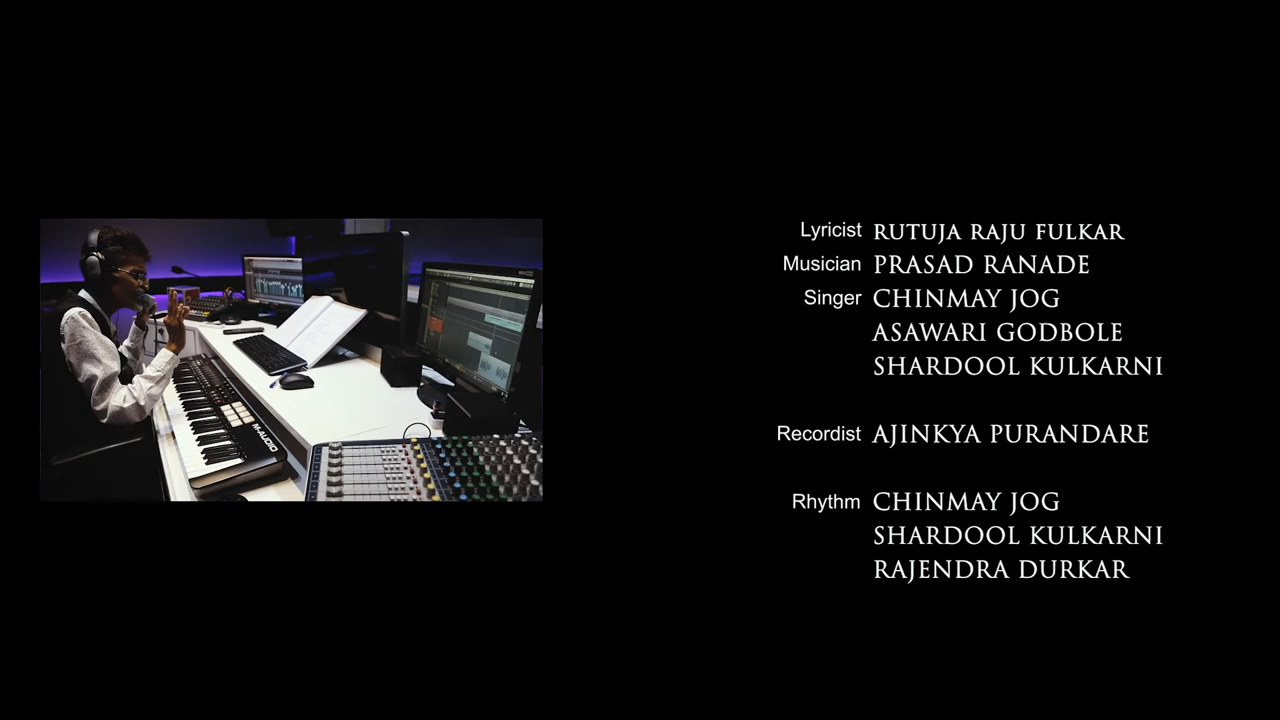 Lyricist RUTUJA RAJU FULKAR
Musician PRASAD RANADE
Singer CHINMAY JOG
ASAWARI GODBOLE
SHARDOOL KULKARNI
Recordist AJINKYA PURANDARE
Rhythm CHINMAY JOG
SHARDOOL KULKARNI
RAJENDRA DURKAR
M-AUDIO